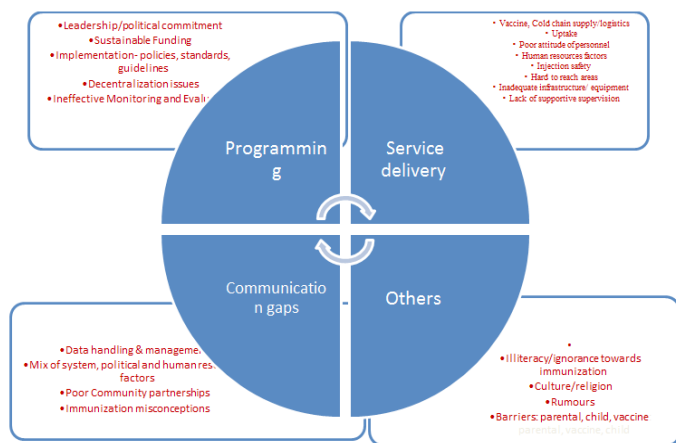 •Leadership/political commitment
•Sustainable Funding
•Implementation- policies, standards,
guidelines
•Decentralization issues
•Ineffective Monitoring and
• Vaccine, Cold chain supply/logistics
• Uptake
• Poor attitude of personnel
• Human resources factors
• Injection safety
• Hard to reach areas
• Inadequate infrastructure/ equipment
• Lack of supportive supervision
Programmin
g
Service
delivery
Communicatio
n gaps
Others
•Data handling &
•Mix of system, political and human
factors
•Poor Community partnerships
•Immunization misconceptions
•
•Illiteracy/ignorance towards
immunization
•Culture/religion
•Rumours
•Barriers: parental, child, vaccine
parental, vaccine, child